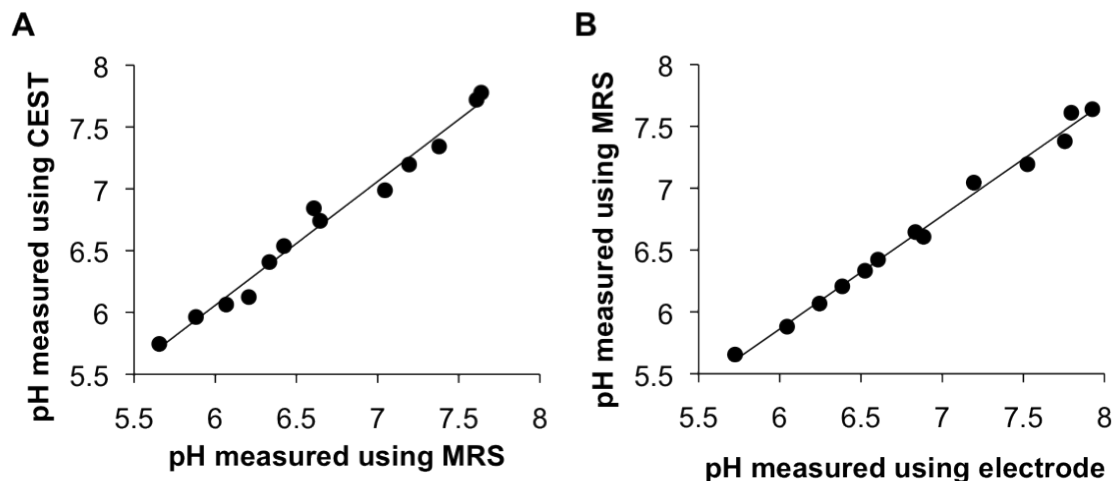 A
pH measured using CEST
8
7.5
7
6.5
6
5.5
5.5 6 6.5 7 7.5 8
pH measured using MRS
B
pH measured using MRS
8
7.5
7
6.5
6
5.5
5.5 6 6.5 7 7.5 8
pH measured using electrode